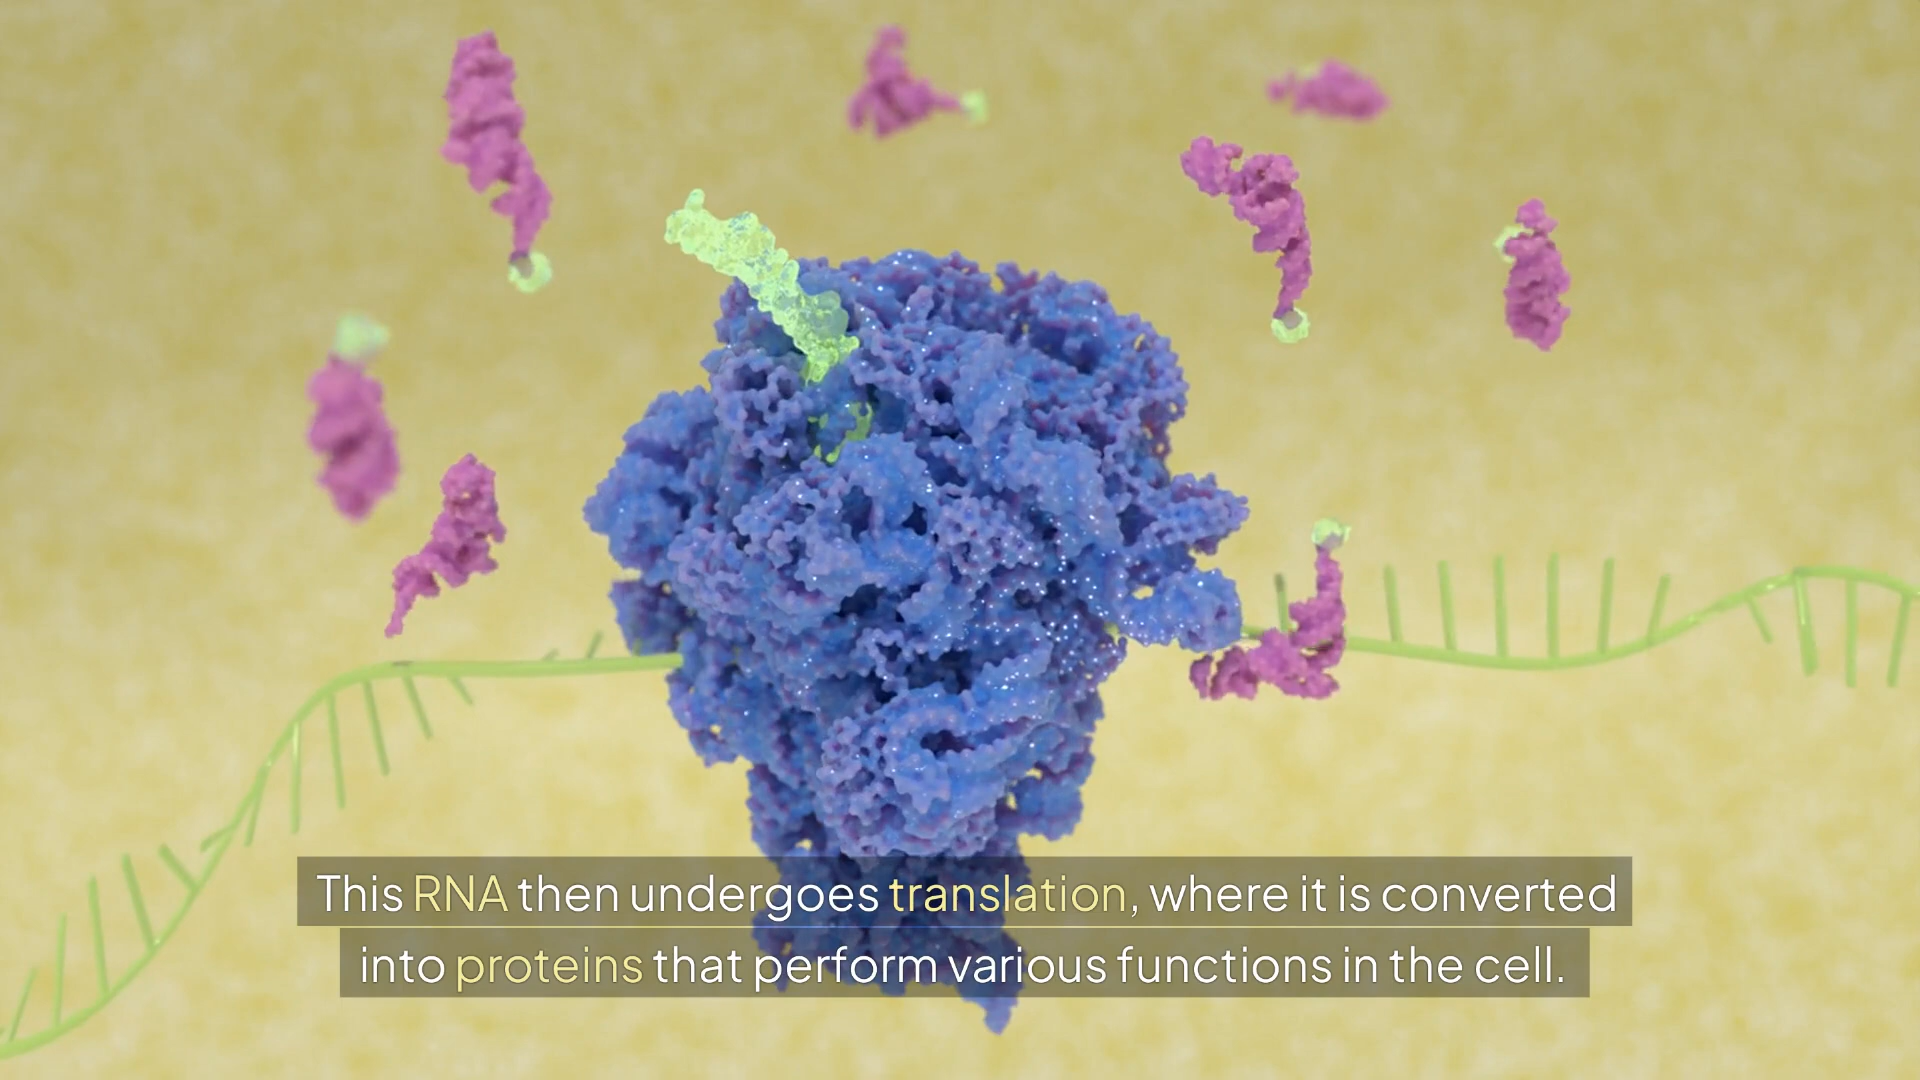 This RNA then undergoes translation, where it is converted
into proteins that perform various functions in the cell.